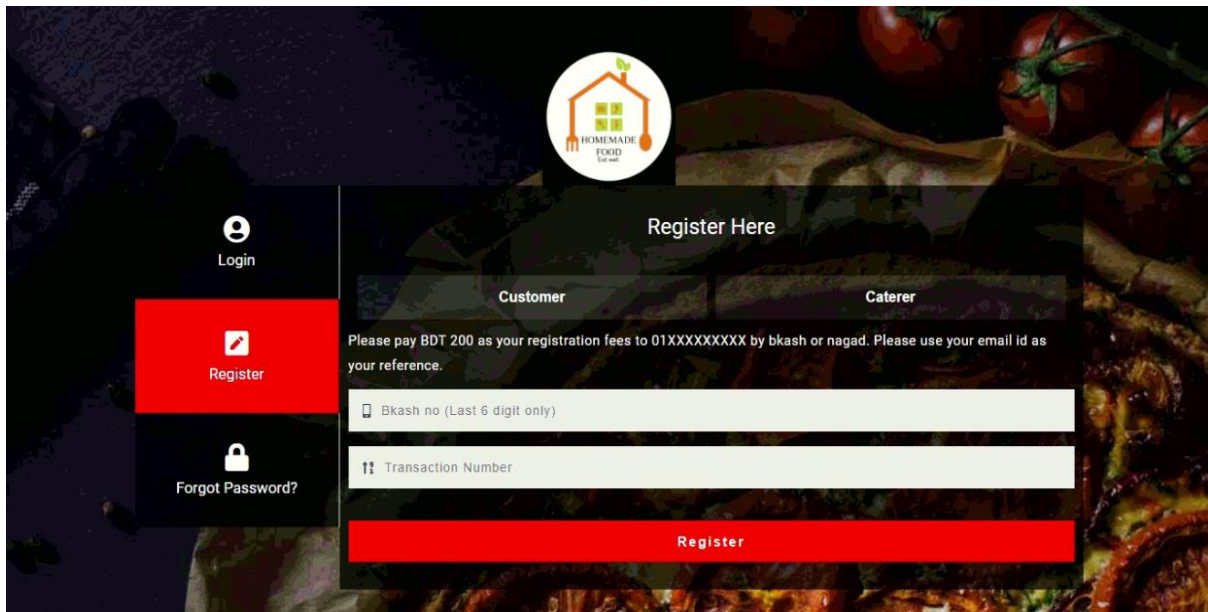 HOMEMADE
FOOD
Eat well
Login
Register
Forgot Password?
Register Here
Customer
Caterer
Please pay BDT 200 as your registration fees to 01XXXXXXXXX by bkash or nagad. Please use your email id as
your reference.
Bkash no (Last 6 digit only)
Transaction Number
Register